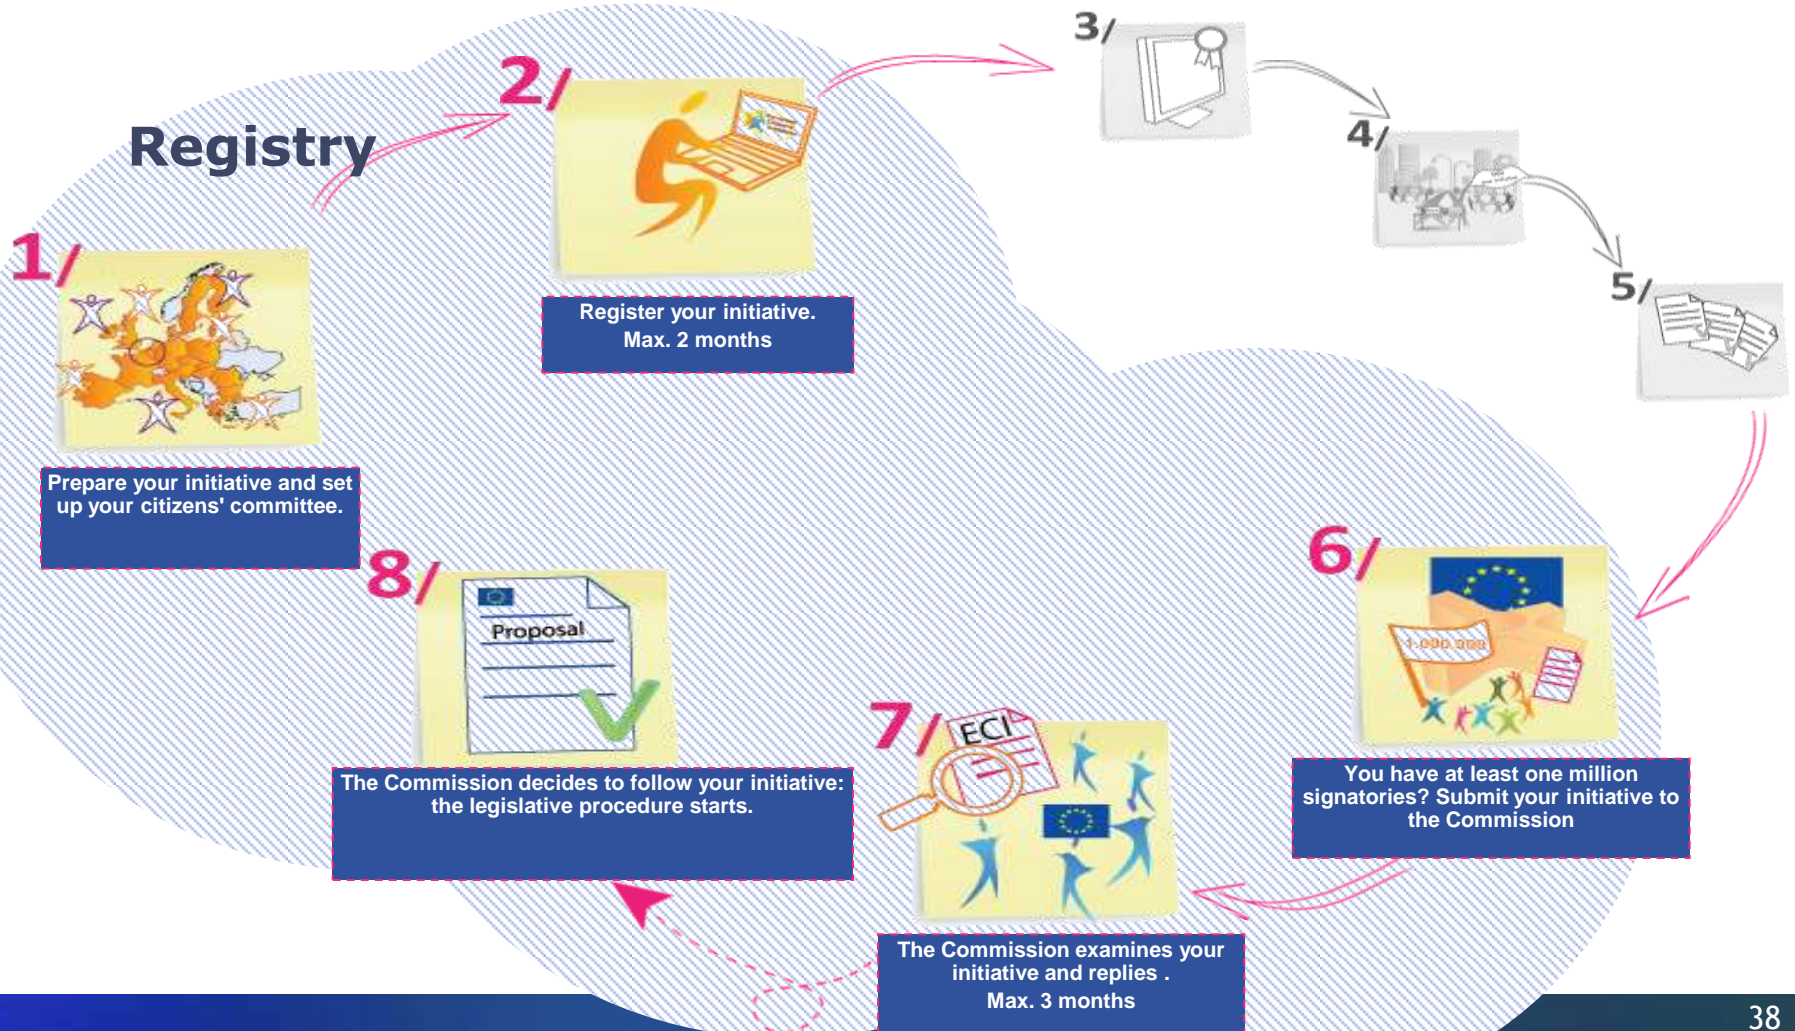 Registry
1/
Prepare your initiative and set
up your citizens' committee.
2/
Register your initiative.
Max. 2 months
3/
4/
5/
6/
1.000.000
You have at least one million
signatories? Submit your initiative to
the Commission
7/
ECI
The Commission examines your
initiative and replies .
Max. 3 months
8/
Proposal
The Commission decides to follow your initiative:
the legislative procedure starts.
38